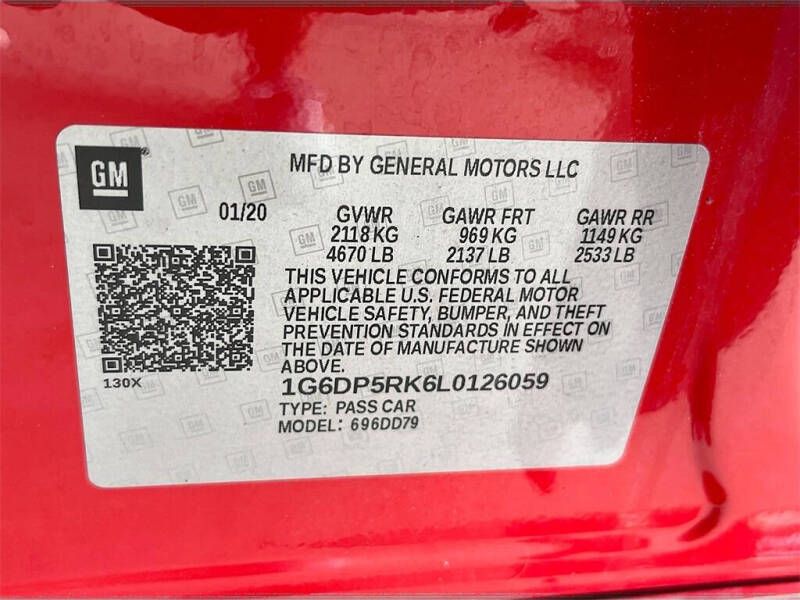 GM
MFD BY GENERAL MOTORS LLC
01/20 GVWR GAWR FRT GAWR RR
2118 KG 969 KG 1149 KG
4670 LB 2137 LB 2533 LB
THIS VEHICLE CONFORMS TO ALL
APPLICABLE U.S. FEDERAL MOTOR
VEHICLE SAFETY, BUMPER, AND THEFT
PREVENTION STANDARDS IN EFFECT ON
THE DATE OF MANUFACTURE SHOWN
ABOVE.
130X
1G6DP5RK6L0126059
TYPE: PASS CAR
MODEL: 696DD79